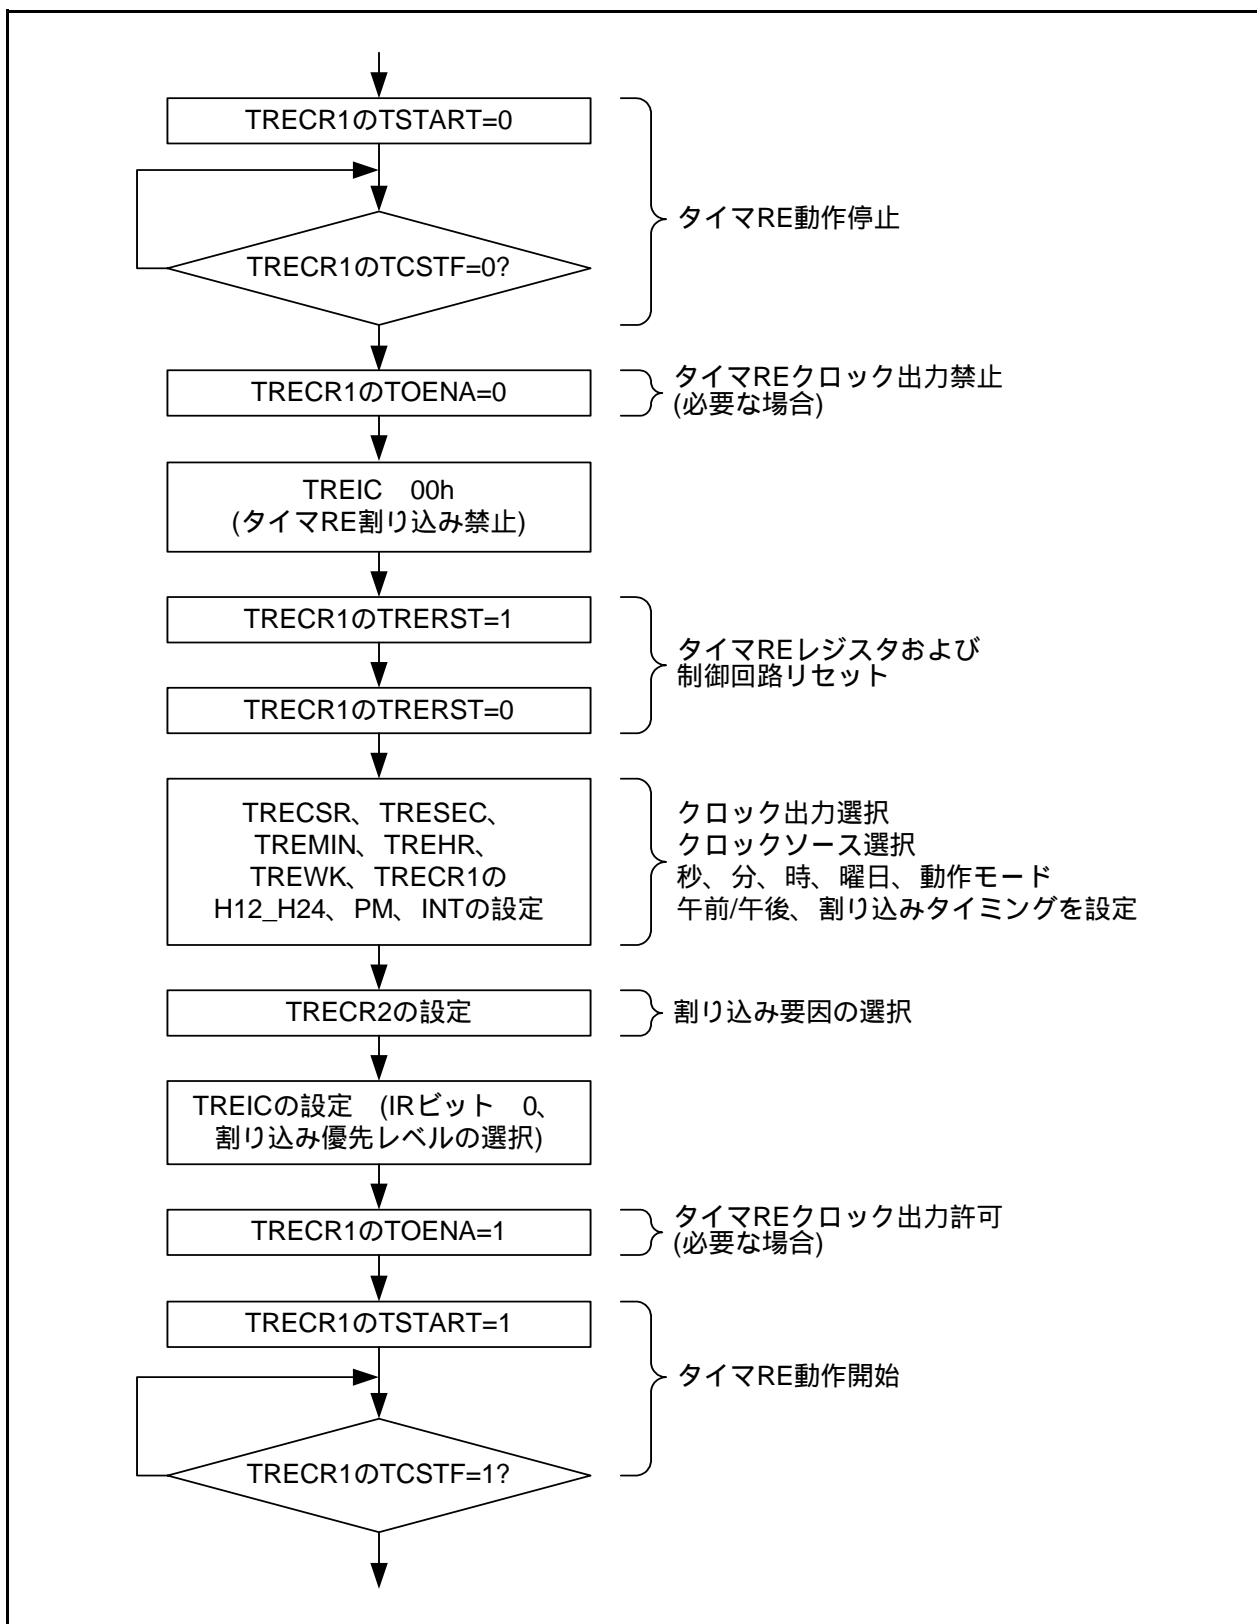 TRECR1のTSTART=0
TRECR1のTCSTF=0?
タイマRE動作停止
TRECR1のTOENA=0
タイマREクロック出力禁止
(必要な場合)
TREIC 00h
(タイマRE割り込み禁止)
TRECR1のTRERST=1
TRECR1のTRERST=0
タイマREレジスタおよび
制御回路リセット
TRECSR、TRESEC、
TREMIN、TREHR、
TREWK、TRECR1の
H12_H24、PM、INTの設定
クロック出力選択
クロックソース選択
秒、分、時、曜日、動作モード
午前/午後、割り込みタイミングを設定
TRECR2の設定
割り込み要因の選択
TREICの設定 (IRビット 0、
割り込み優先レベルの選択)
TRECR1のTOENA=1
タイマREクロック出力許可
(必要な場合)
TRECR1のTSTART=1
TRECR1のTCSTF=1?
タイマRE動作開始